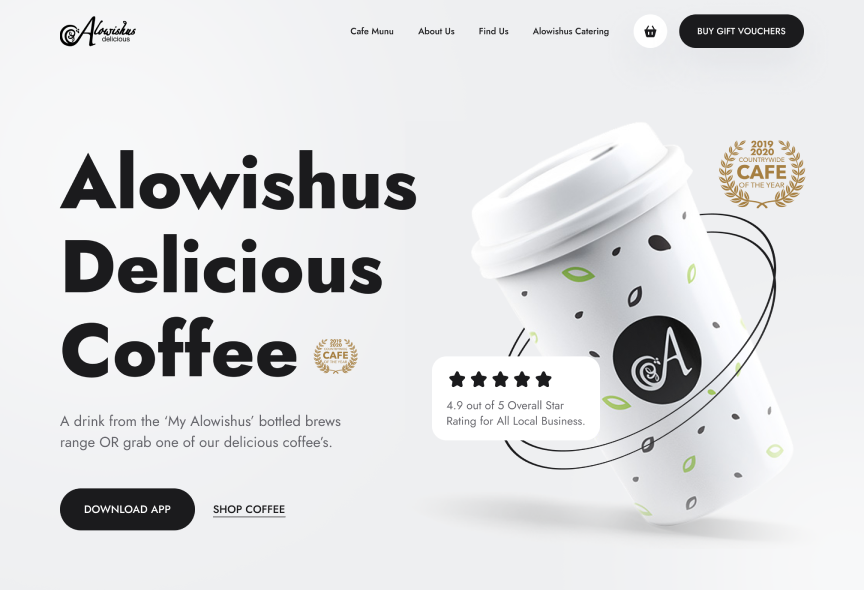 Alowishus
delicious
Cafe Munu
About Us
Find Us
Alowishus Catering
BUY GIFT VOUCHERS
Alowishus
Delicious
Coffee
2019
2020
COUNTRYWIDE
CAFE
OF THE YEAR
A drink from the ‘My Alowishus’ bottled brews
range OR grab one of our delicious coffee’s.
DOWNLOAD APP
SHOP COFFEE
2019
2020
COUNTRYWIDE
CAFE
OF THE YEAR
A
4.9 out of 5 Overall Star
Rating for All Local Business.